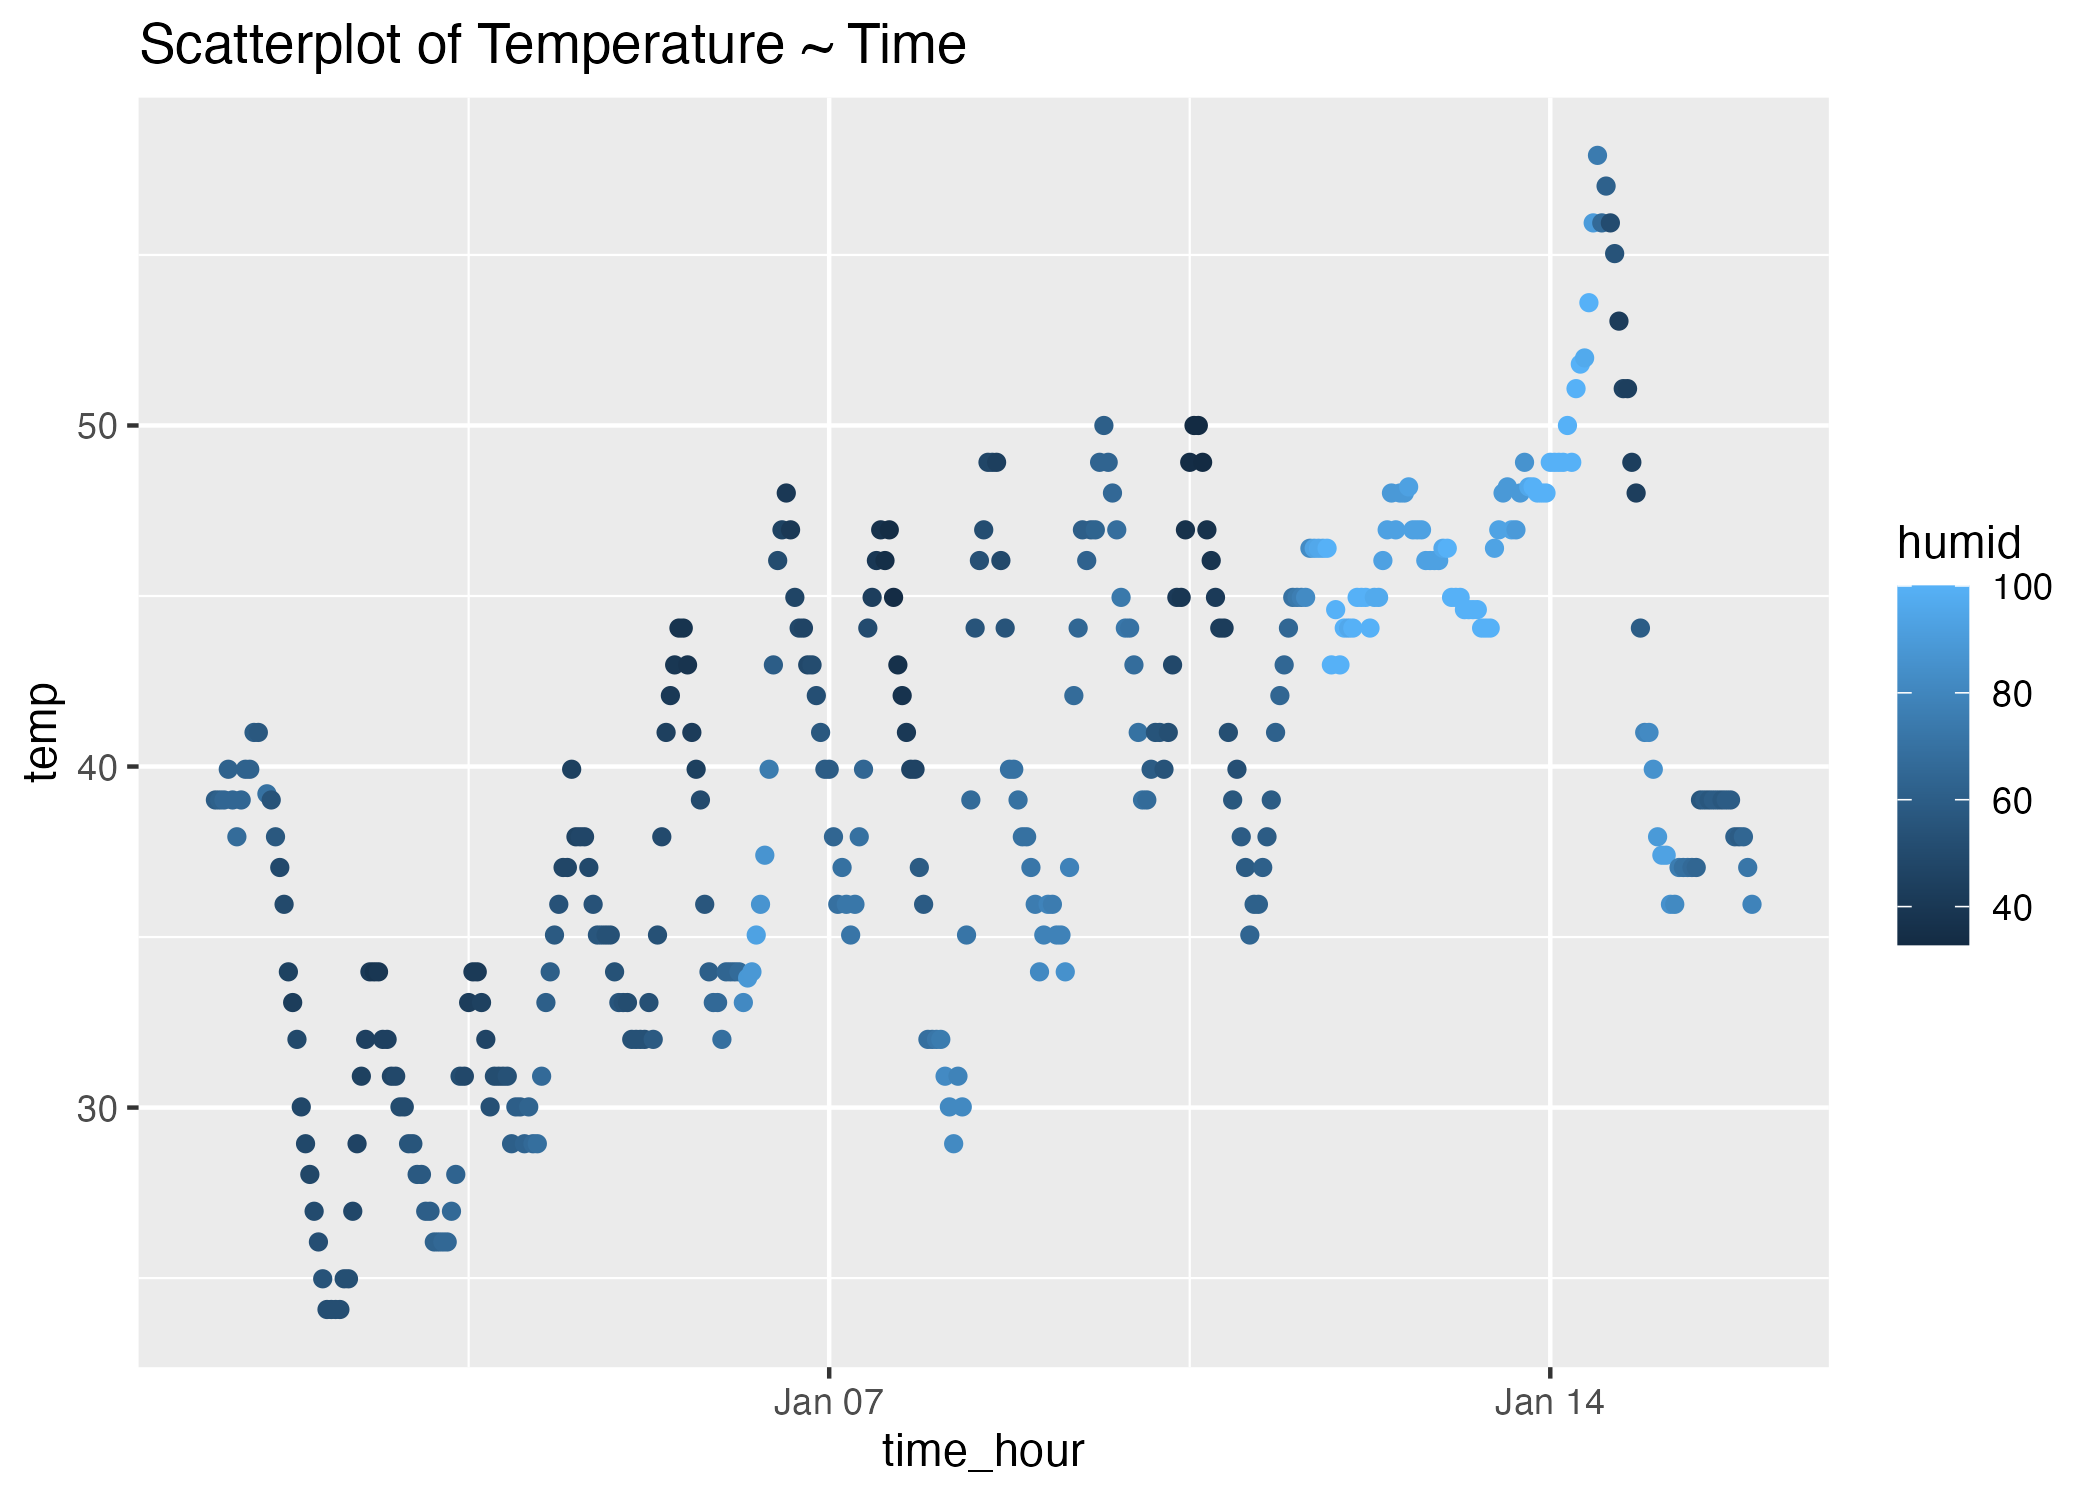 Scatterplot of Temperature ~ Time
temp
50
40
30
Jan 07
Jan 14
time_hour
humid
100
80
60
40